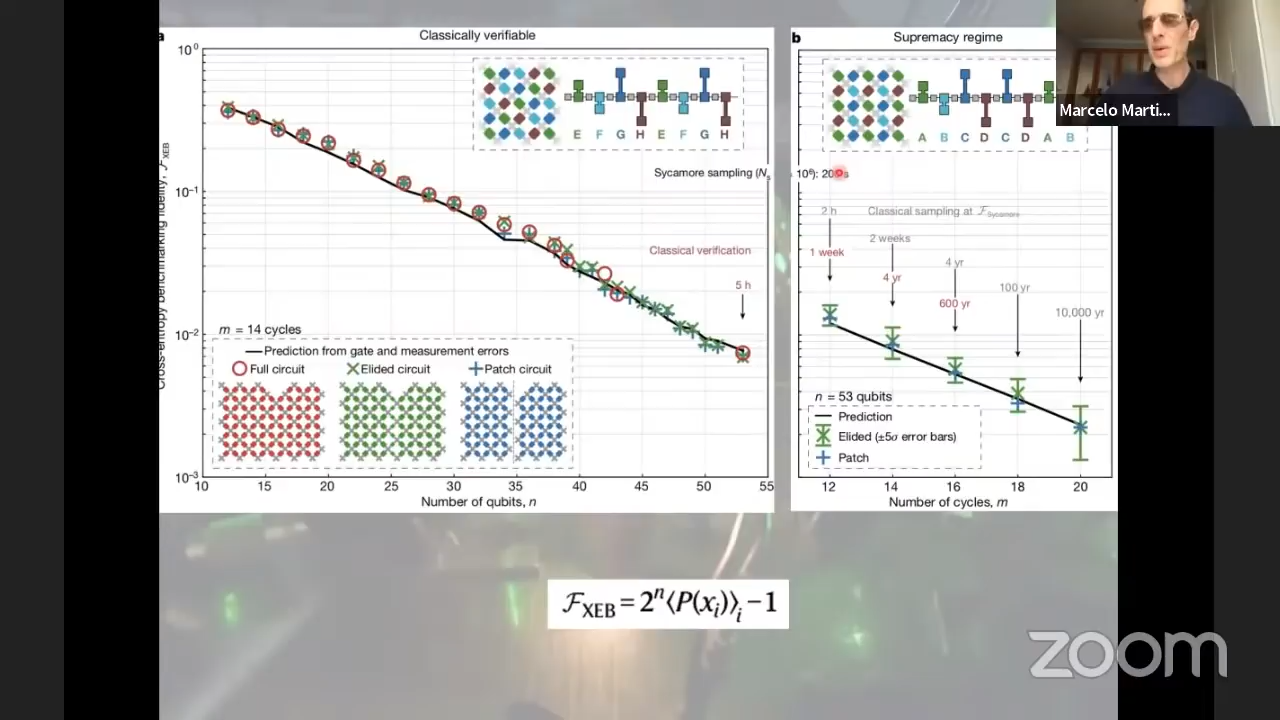 a
Classically verifiable
10⁰
10⁻¹
10⁻²
10⁻³
Cross-entropy benchmarking fidelity, ℱXEB
E F G H E F G H
Sycamore sampling (Nₛ
Classical verification
5 h
m = 14 cycles
Prediction from gate and measurement errors
Full circuit
Elided circuit
Patch circuit
10 15 20 25 30 35 40 45 50 55
Number of qubits, n
b
Supremacy regime
A B C D C D A B
10⁶): 200 s
Classical sampling at ℱSycamore
2 h
1 week
2 weeks
4 yr
4 yr
600 yr
100 yr
10,000 yr
n = 53 qubits
Prediction
Elided (±5σ error bars)
Patch
12 14 16 18 20
Number of cycles, m
Marcelo Marti...
ℱXEB = 2ⁿ⟨P(xᵢ)⟩ᵢ − 1
zoom